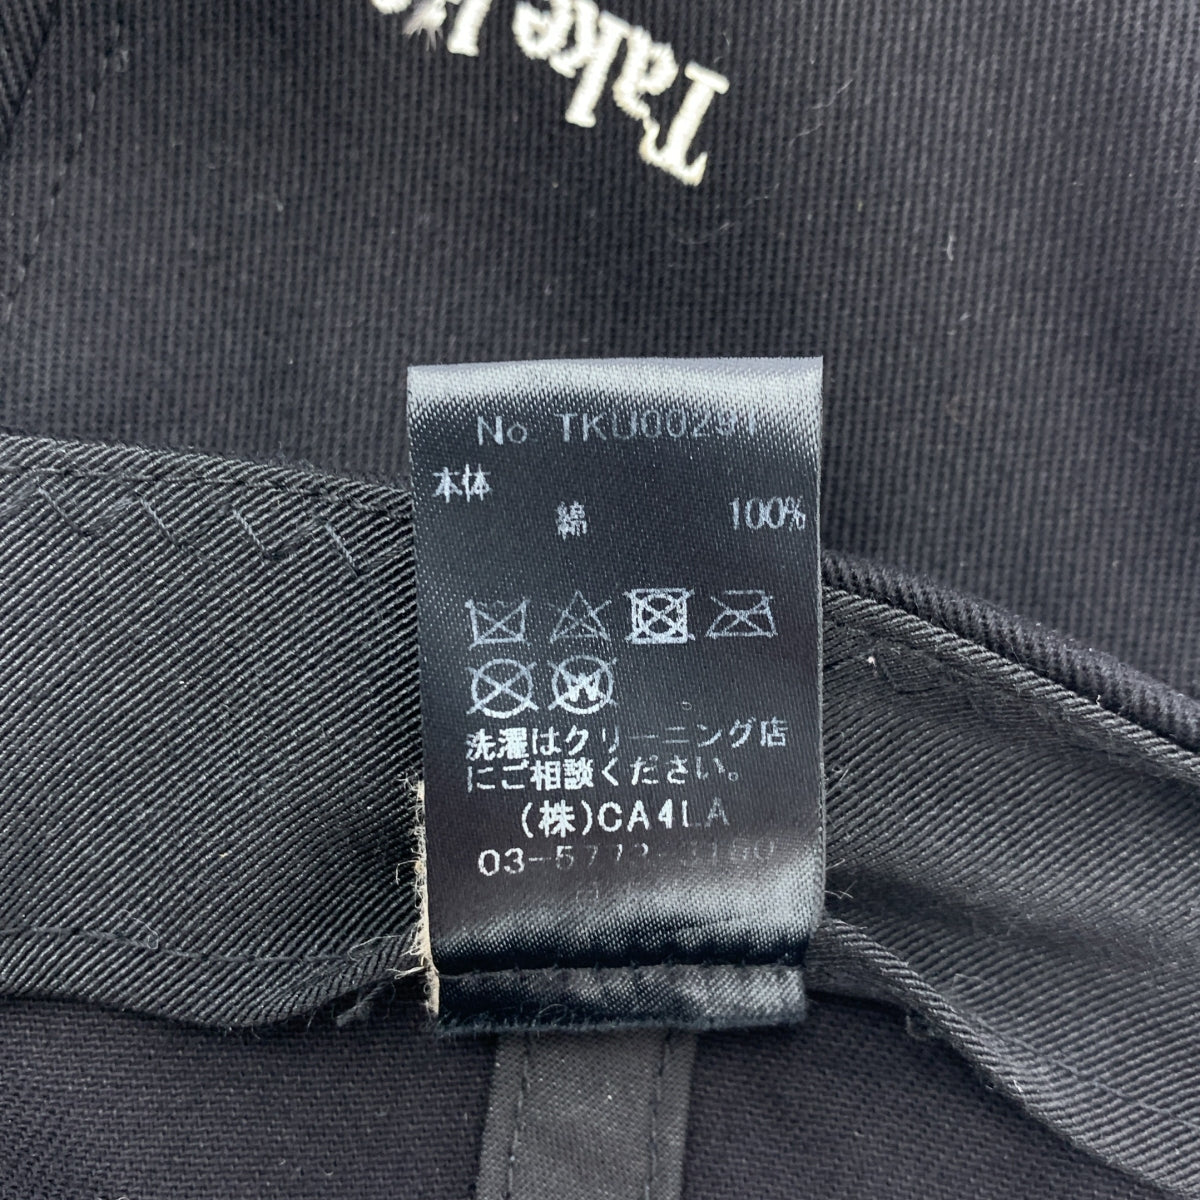 Take
No. TKU00291
本体
綿 100%
W
洗濯はクリーニング店
にご相談ください。
(株)CA4LA